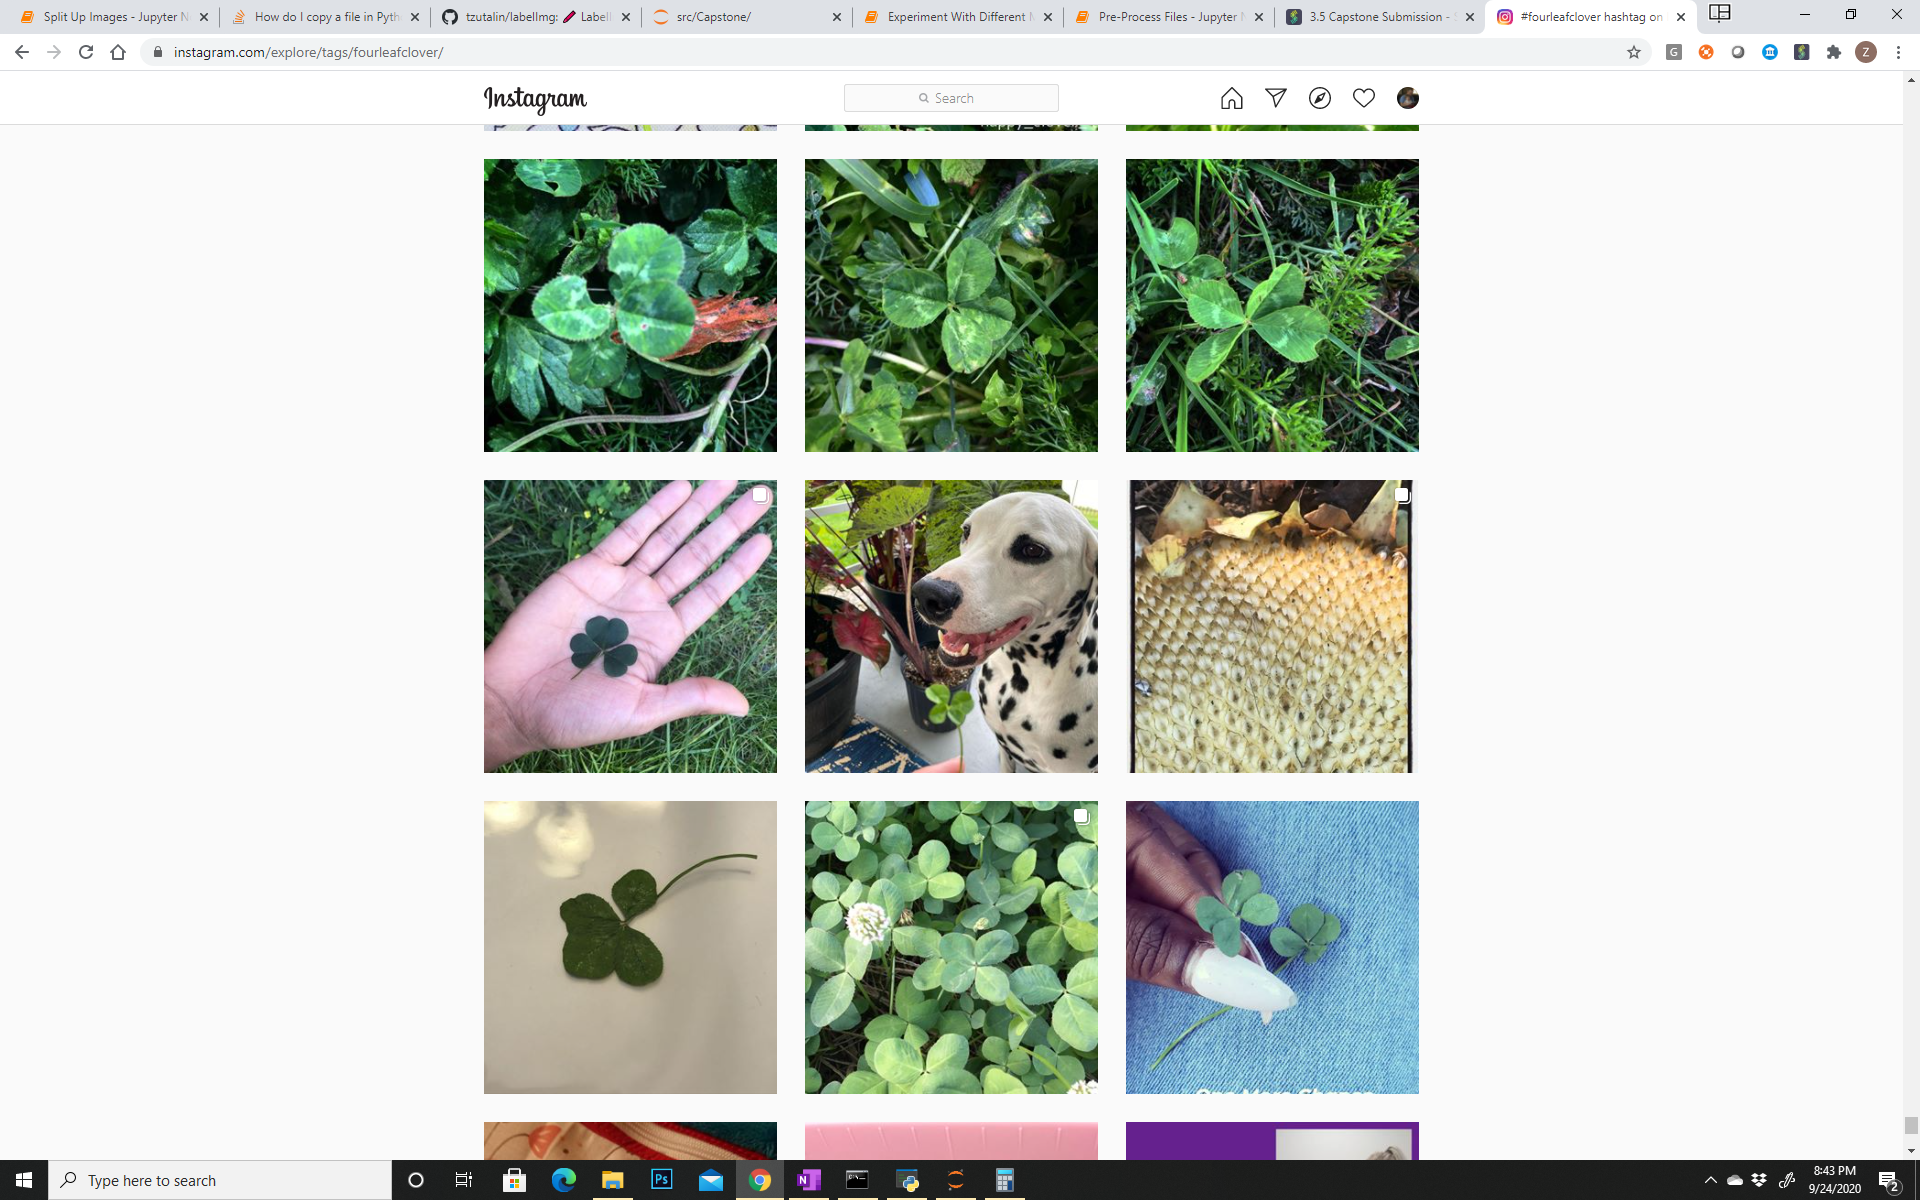 Split Up Images - Jupyter N
How do I copy a file in Pyth
tzutalin/labelImg: 🖍 Label
src/Capstone/
Experiment With Different M
Pre-Process Files - Jupyter N
3.5 Capstone Submission - S
#fourleafclover hashtag on
instagram.com/explore/tags/fourleafclover/
G
Z
Instagram
Search
Ps
N
Type here to search
8:43 PM
9/24/2020
2